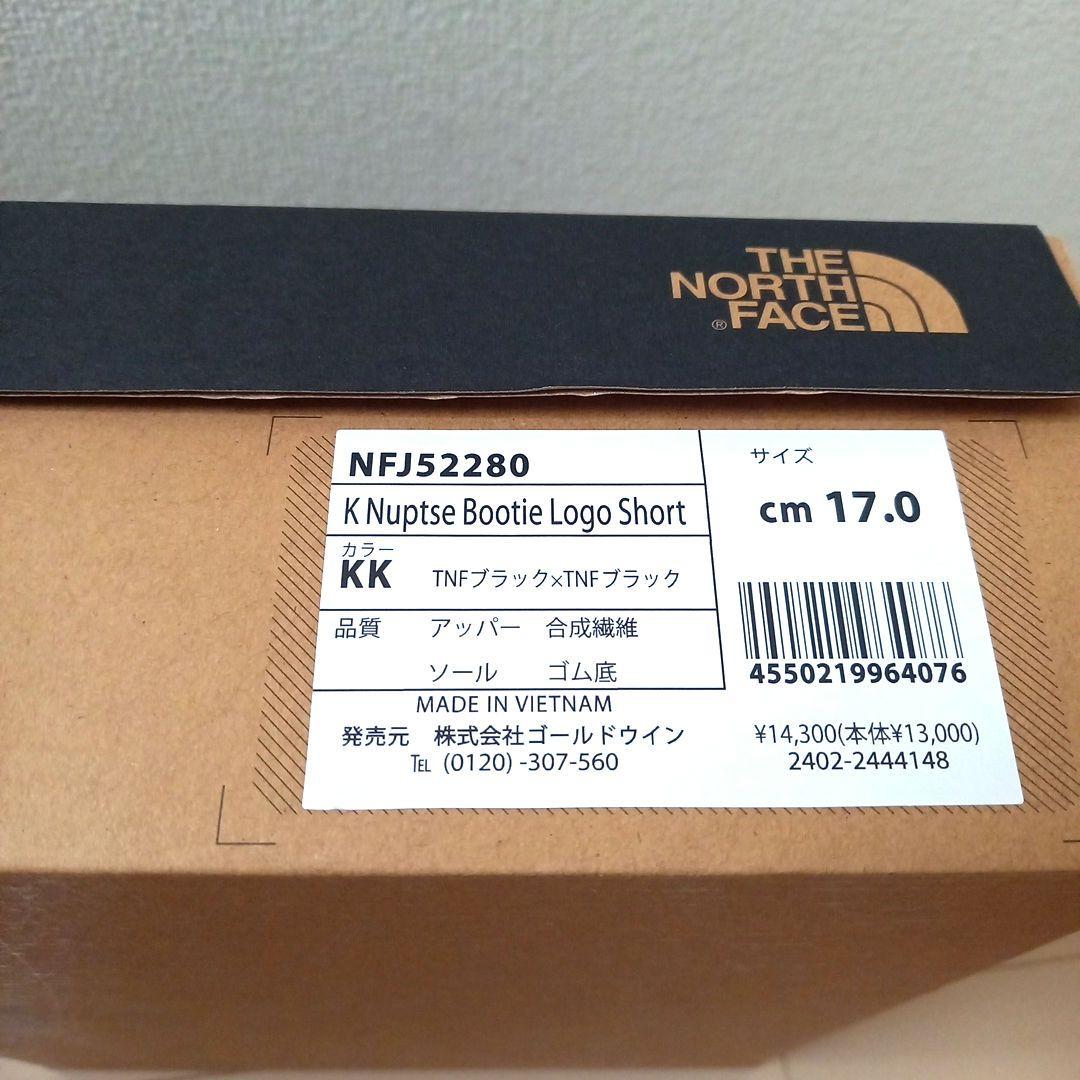 THE
NORTH
® FACE
NFJ52280
K Nuptse Bootie Logo Short
カラー
KK TNFブラック×TNFブラック
品質 アッパー 合成繊維
ソール ゴム底
MADE IN VIETNAM
発売元 株式会社ゴールドウイン
TEL (0120) -307-560
サイズ
cm 17.0
4550219964076
¥14,300(本体¥13,000)
2402-2444148